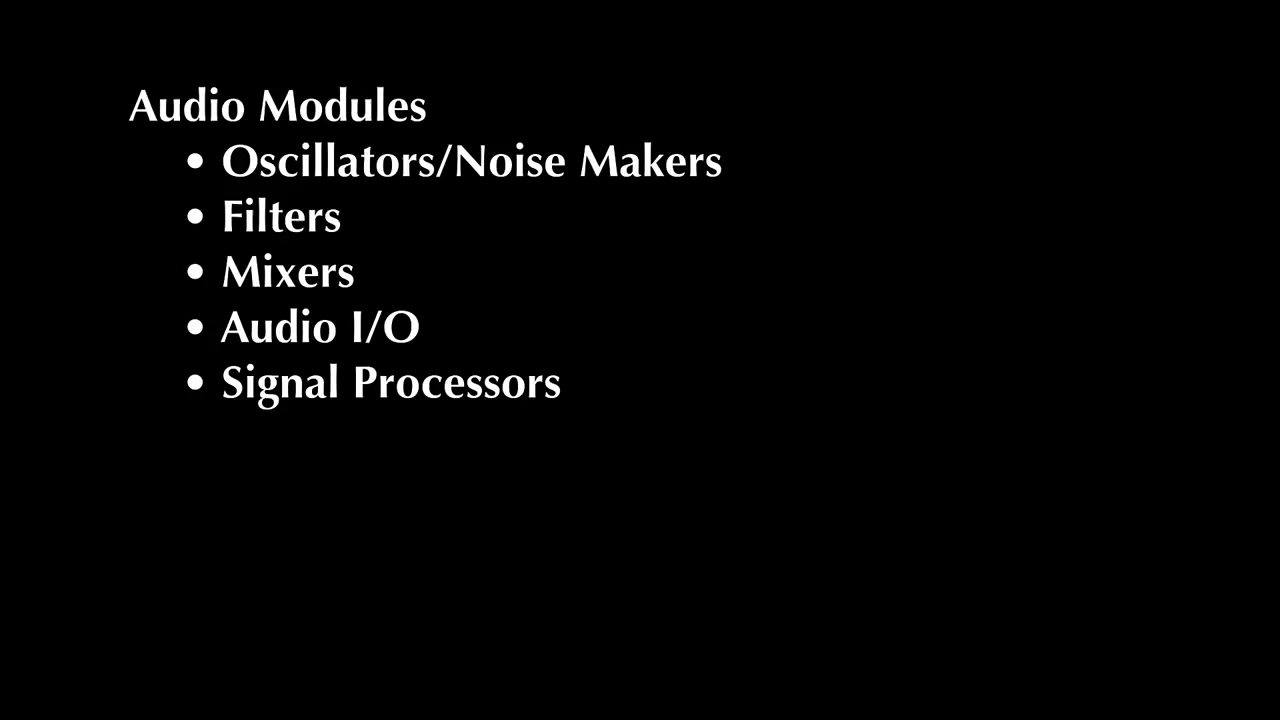 Audio Modules
• Oscillators/Noise Makers
• Filters
• Mixers
• Audio I/O
• Signal Processors